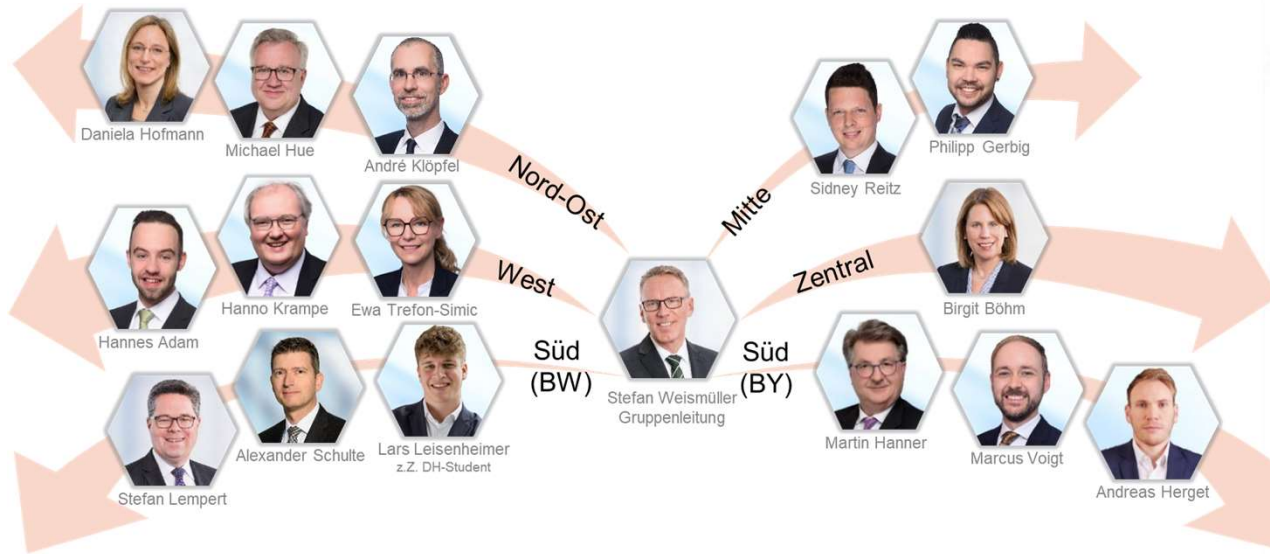 Daniela Hofmann
Michael Hue
André Klöpfel
Nord-Ost
Mitte
Sidney Reitz
Philipp Gerbig
Hannes Adam
Hanno Krampe
Ewa Trefon-Simic
West
Zentral
Birgit Böhm
Stefan Lempert
Alexander Schulte
Lars Leisenheimer
z.Z. DH-Student
Süd
(BW)
Stefan Weismüller
Gruppenleitung
Süd
(BY)
Martin Hanner
Marcus Voigt
Andreas Herget